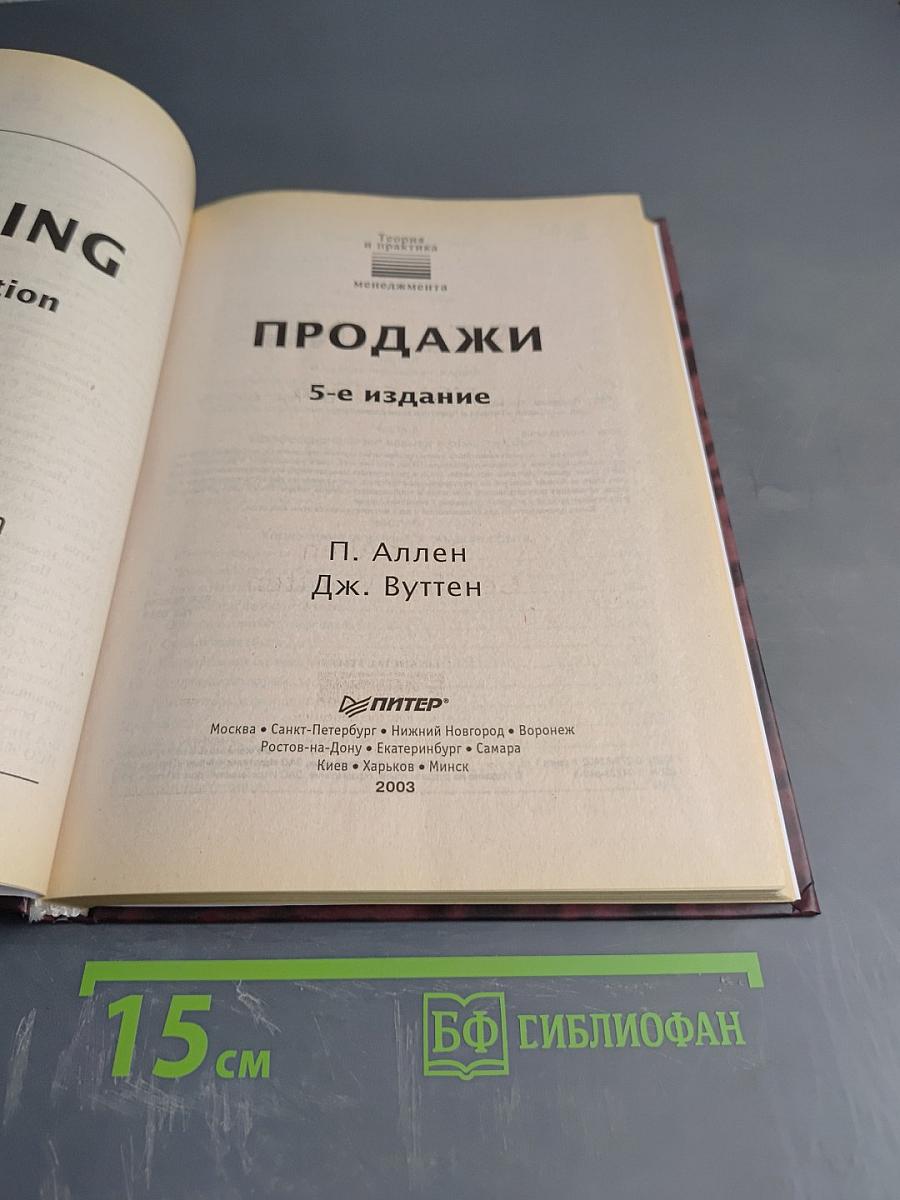 ING
tion
Теория
и практика
менеджмента
ПРОДАЖИ
5-е издание
П. Аллен
Дж. Вуттен
ПИТЕР®
Москва • Санкт-Петербург • Нижний Новгород • Воронеж
Ростов-на-Дону • Екатеринбург • Самара
Киев • Харьков • Минск
2003
15 см
БФ БИБЛИОФАН